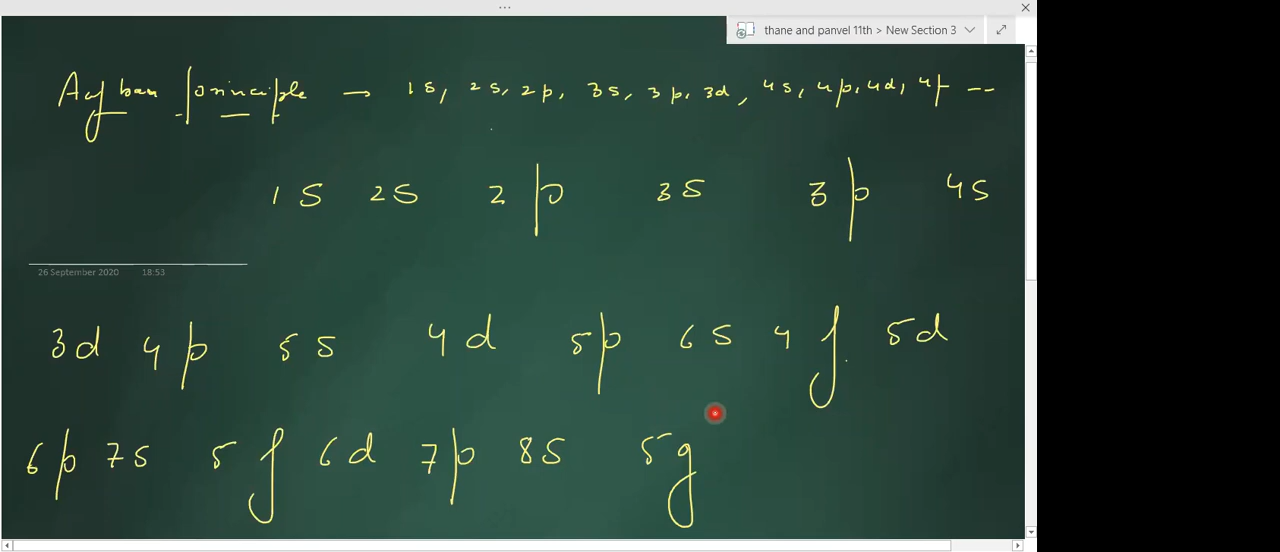 thane and panvel 11th > New Section 3
Aufbau principle → 1s, 2s, 2p, 3s, 3p, 3d, 4s, 4p, 4d, 4f --
1s 2s 2p 3s 3p 4s
26 September 2020 18:53
3d 4p 5s 4d 5p 6s 4f 5d
6p 7s 5f 6d 7p 8s 5g